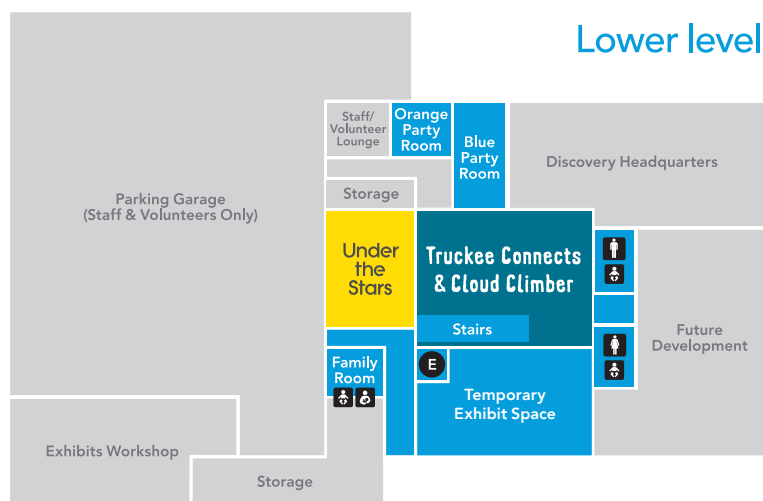 Lower level
Staff/
Volunteer
Lounge
Orange
Party
Room
Blue
Party
Room
Discovery Headquarters
Parking Garage
(Staff & Volunteers Only)
Storage
Under
the
Stars
Truckee Connects
& Cloud Climber
Stairs
Future
Development
Family
Room
E
Temporary
Exhibit Space
Exhibits Workshop
Storage